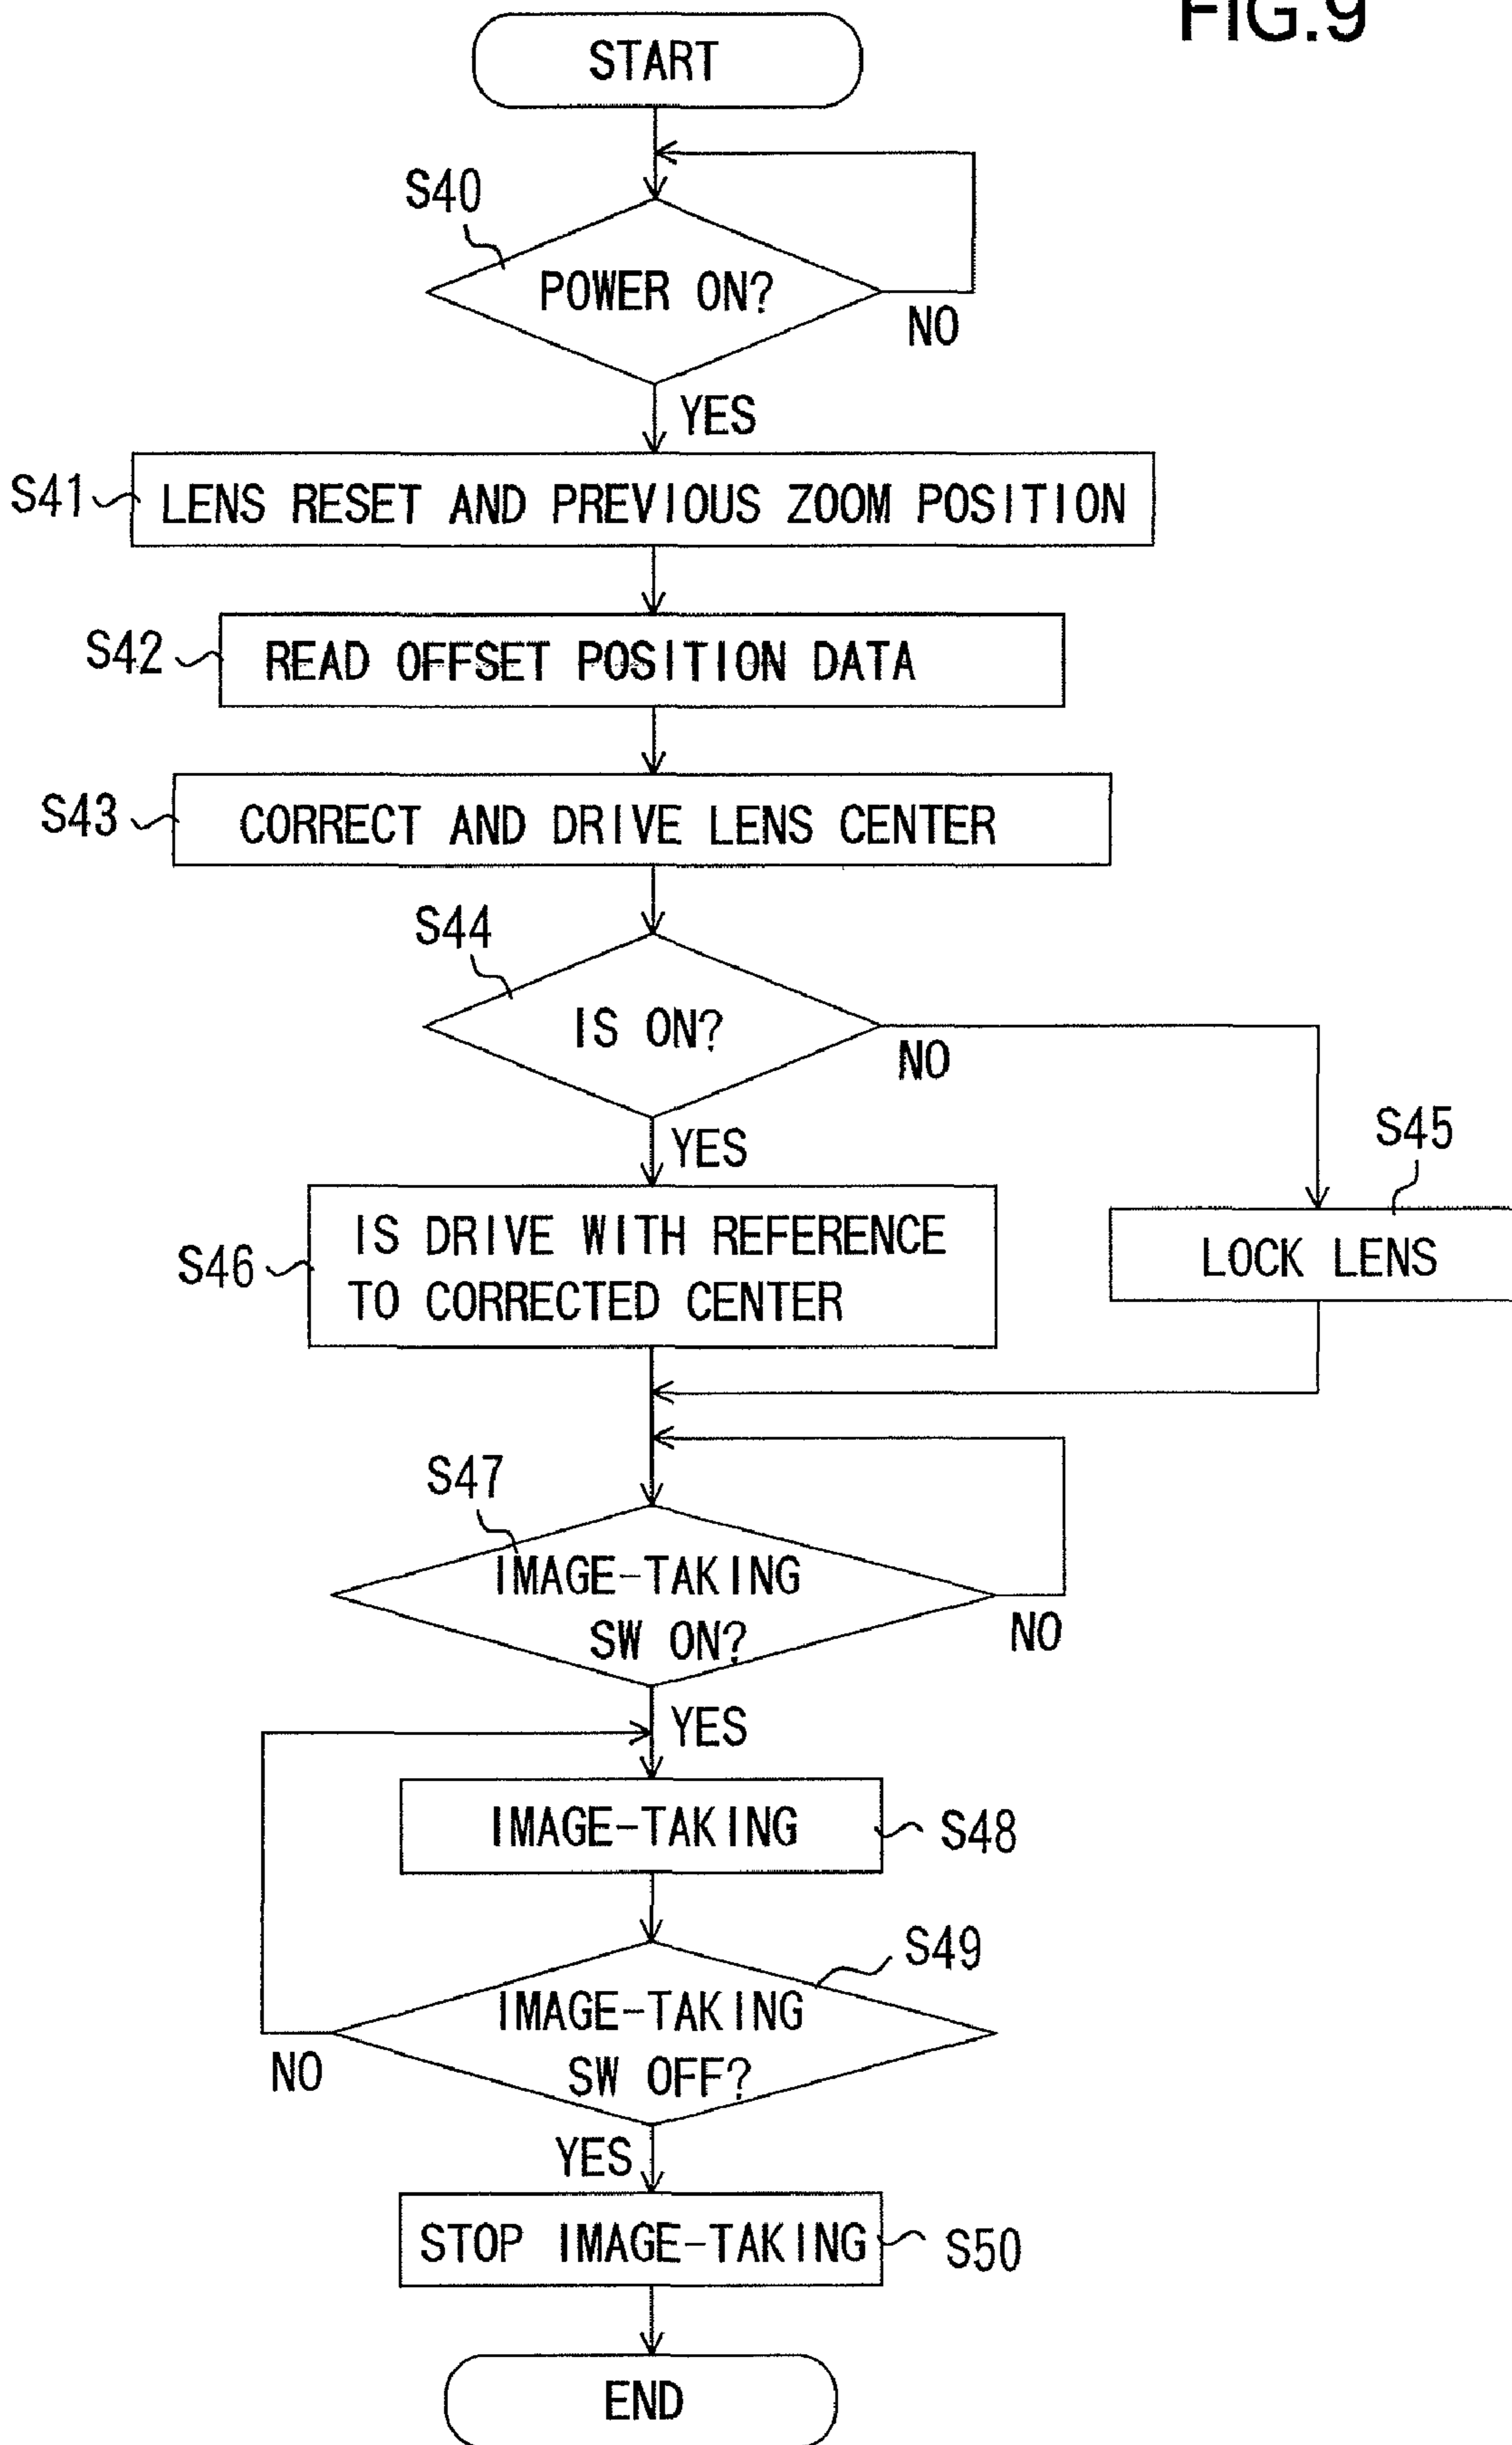 FIG.9
START
S40
POWER ON?
NO
YES
S41
LENS RESET AND PREVIOUS ZOOM POSITION
S42
READ OFFSET POSITION DATA
S43
CORRECT AND DRIVE LENS CENTER
S44
IS ON?
NO
YES
S45
LOCK LENS
S46
IS DRIVE WITH REFERENCE
TO CORRECTED CENTER
S47
IMAGE-TAKING
SW ON?
NO
YES
IMAGE-TAKING
S48
S49
IMAGE-TAKING
SW OFF?
NO
YES
STOP IMAGE-TAKING
S50
END